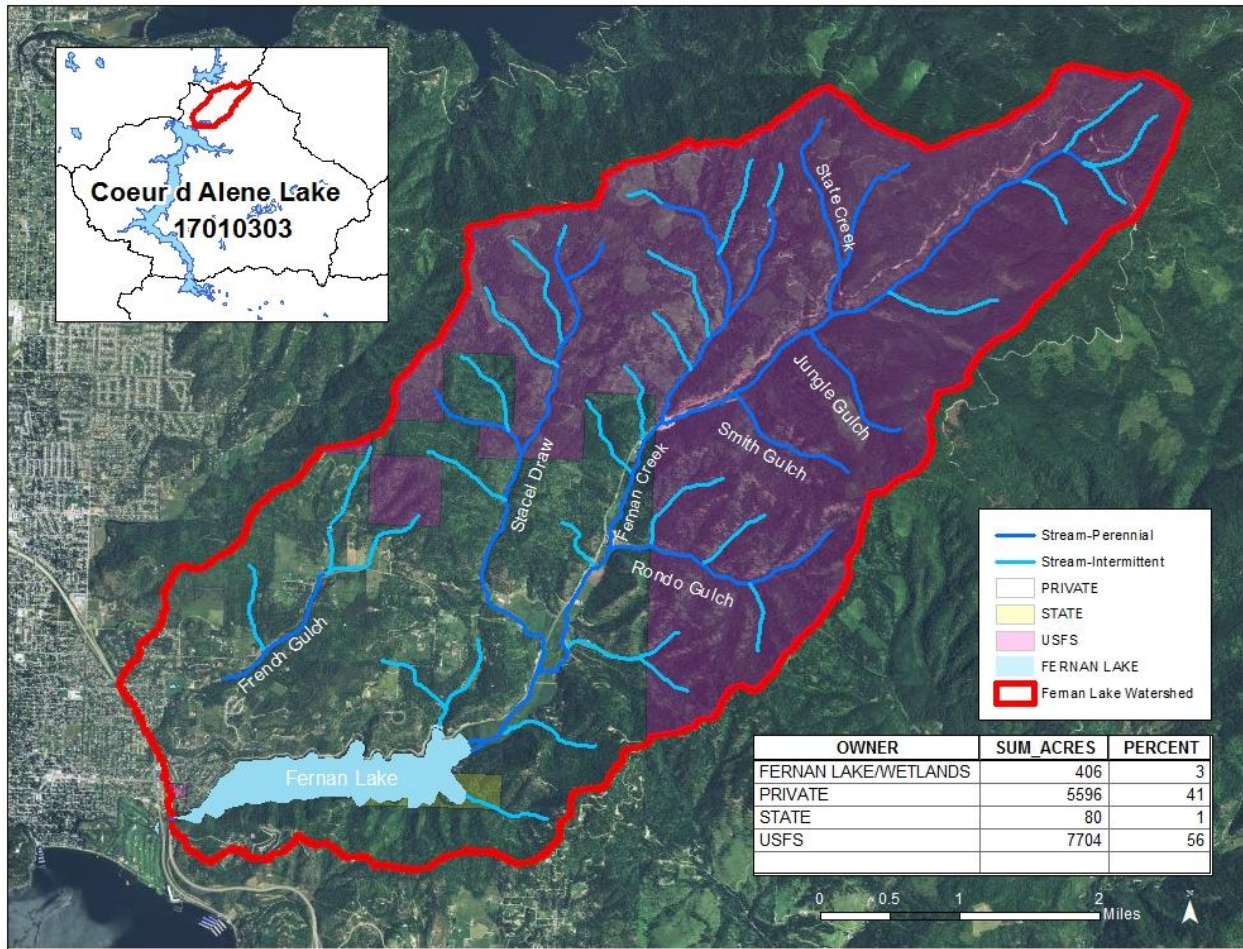 Coeur d Alene Lake
17010303
State Creek
Jungle Gulch
Smith Gulch
Stacel Draw
Fernan Creek
Rondo Gulch
French Gulch
Fernan Lake
Stream-Perennial
Stream-Intermittent
PRIVATE
STATE
USFS
FERNAN LAKE
Fernan Lake Watershed
OWNER SUM_ACRES PERCENT
FERNAN LAKE/WETLANDS 406 3
PRIVATE 5596 41
STATE 80 1
USFS 7704 56
0 0.5 1 2
Miles
N